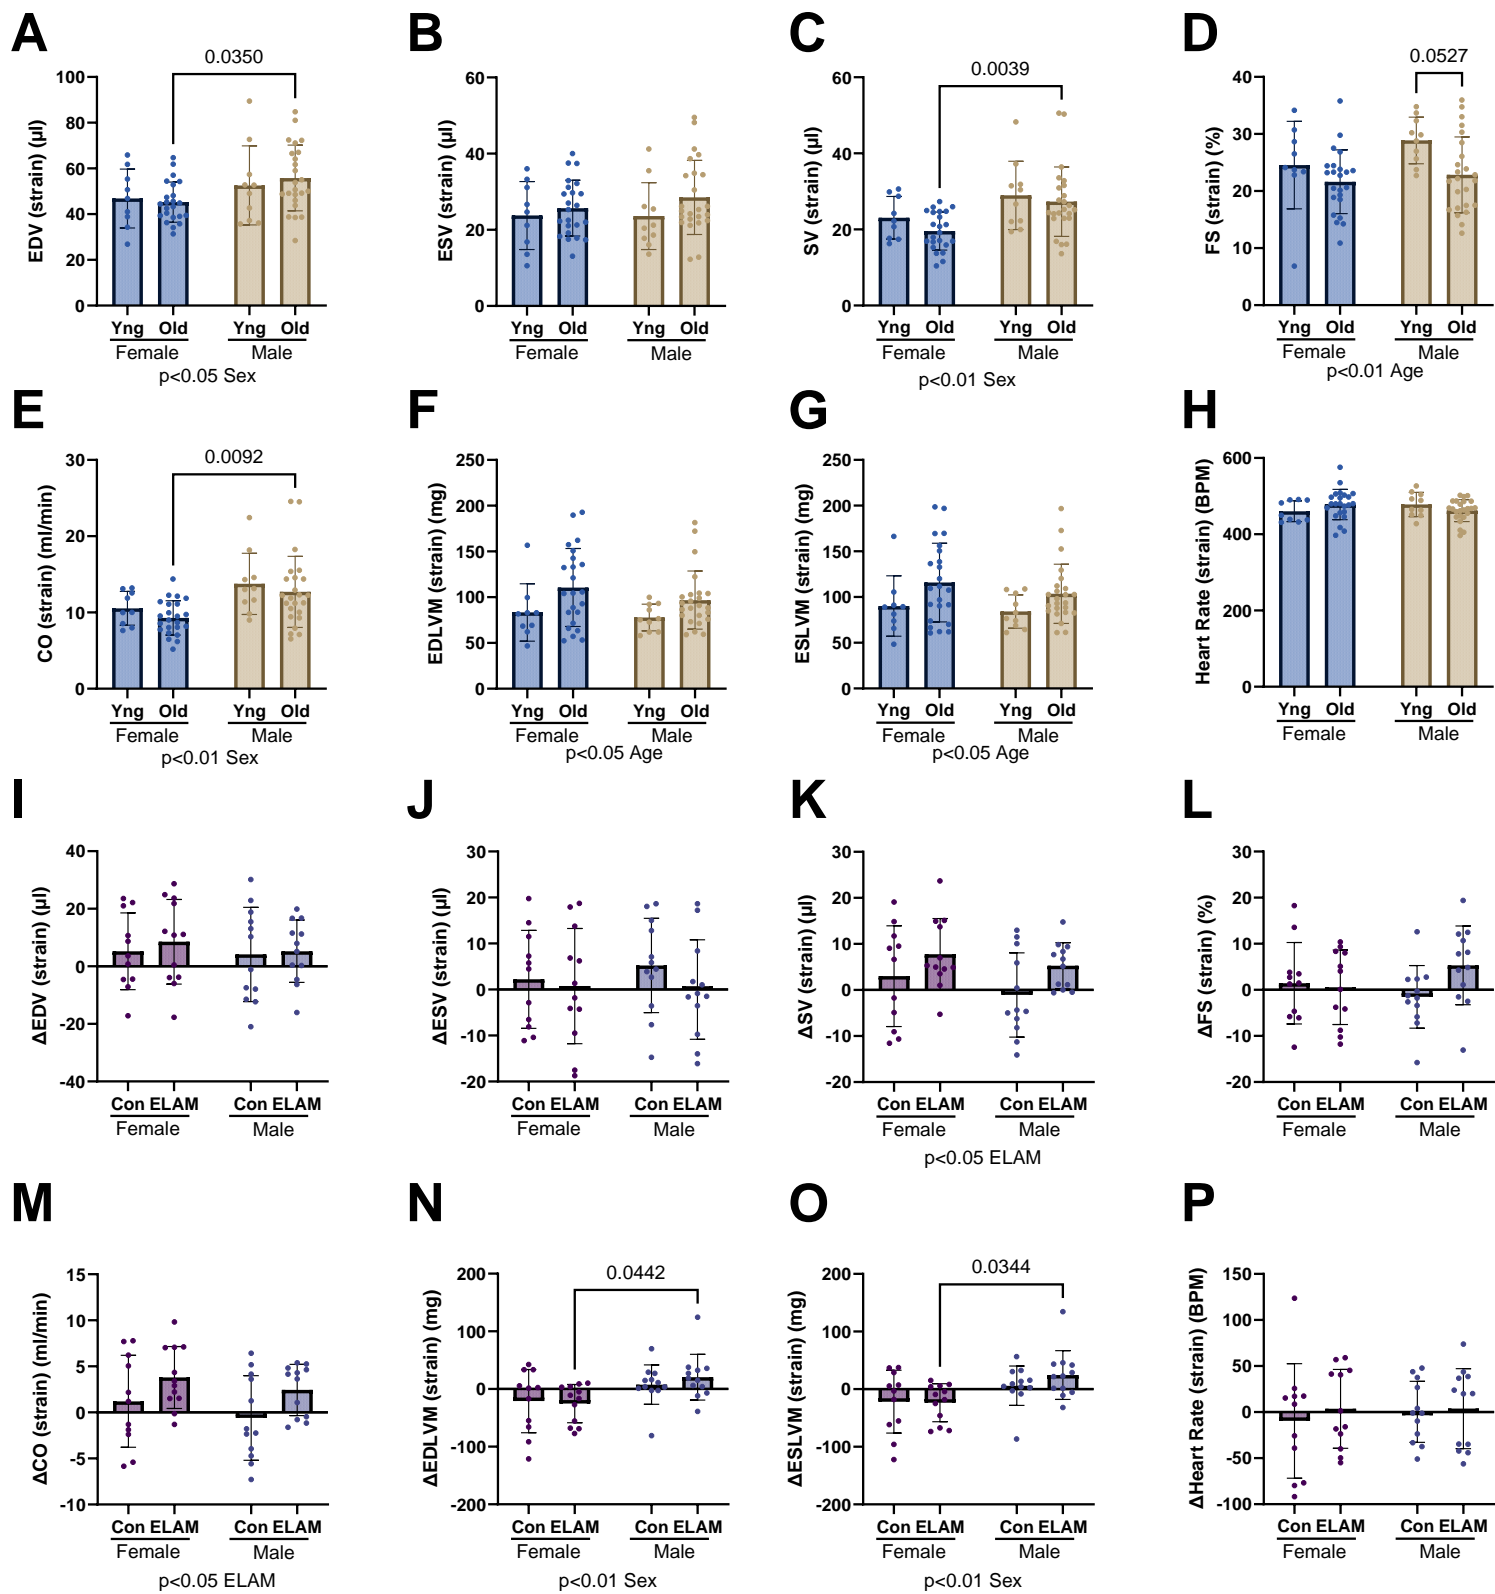 A
B
C
D
0.0350
0.0039
0.0527
EDV (strain) (µl)
100
80
60
40
20
0
Yng Old Yng Old
Female Male
p<0.05 Sex
ESV (strain) (µl)
60
40
20
0
Yng Old Yng Old
Female Male
SV (strain) (µl)
60
40
20
0
Yng Old Yng Old
Female Male
p<0.01 Sex
FS (strain) (%)
40
30
20
10
0
Yng Old Yng Old
Female Male
p<0.01 Age
E
F
G
H
0.0092
CO (strain) (ml/min)
30
20
10
0
Yng Old Yng Old
Female Male
p<0.01 Sex
EDLVM (strain) (mg)
250
200
150
100
50
0
Yng Old Yng Old
Female Male
p<0.05 Age
ESLVM (strain) (mg)
250
200
150
100
50
0
Yng Old Yng Old
Female Male
p<0.05 Age
Heart Rate (strain) (BPM)
600
400
200
0
Yng Old Yng Old
Female Male
I
J
K
L
ΔEDV (strain) (µl)
40
20
0
-20
-40
Con ELAM Con ELAM
Female Male
ΔESV (strain) (µl)
30
20
10
0
-10
-20
Con ELAM Con ELAM
Female Male
ΔSV (strain) (µl)
30
20
10
0
-10
-20
Con ELAM Con ELAM
Female Male
p<0.05 ELAM
ΔFS (strain) (%)
30
20
10
0
-10
-20
Con ELAM Con ELAM
Female Male
M
N
O
P
ΔCO (strain) (ml/min)
15
10
5
0
-5
-10
Con ELAM Con ELAM
Female Male
p<0.05 ELAM
0.0442
ΔEDLVM (strain) (mg)
200
100
0
-100
-200
Con ELAM Con ELAM
Female Male
p<0.01 Sex
0.0344
ΔESLVM (strain) (mg)
200
100
0
-100
-200
Con ELAM Con ELAM
Female Male
p<0.01 Sex
ΔHeart Rate (strain) (BPM)
150
100
50
0
-50
-100
Con ELAM Con ELAM
Female Male